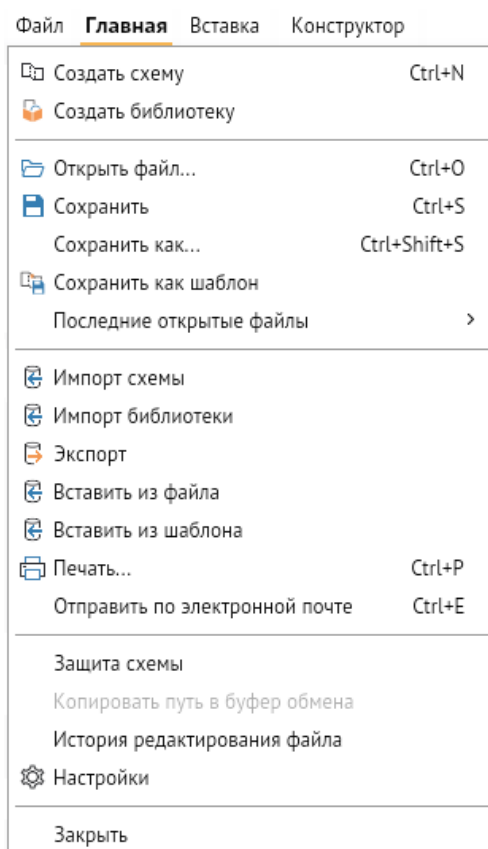 Файл Главная Вставка Конструктор
Создать схему Ctrl+N
Создать библиотеку
Открыть файл... Ctrl+O
Сохранить Ctrl+S
Сохранить как... Ctrl+Shift+S
Сохранить как шаблон
Последние открытые файлы
Импорт схемы
Импорт библиотеки
Экспорт
Вставить из файла
Вставить из шаблона
Печать... Ctrl+P
Отправить по электронной почте Ctrl+E
Защита схемы
Копировать путь в буфер обмена
История редактирования файла
Настройки
Закрыть